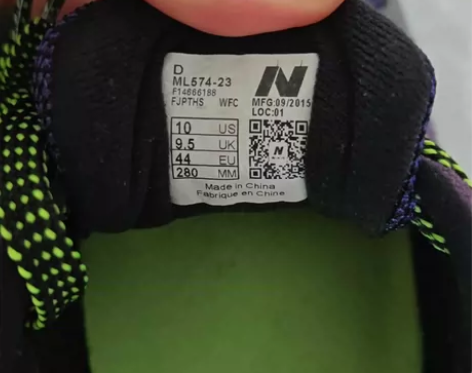 D
ML574-23
F14666188
FJPTHS WFC
N
MFG:09/2015
LOC:01
10 US
9.5 UK
44 EU
280 MM
N
Made in China
Fabrique en Chine